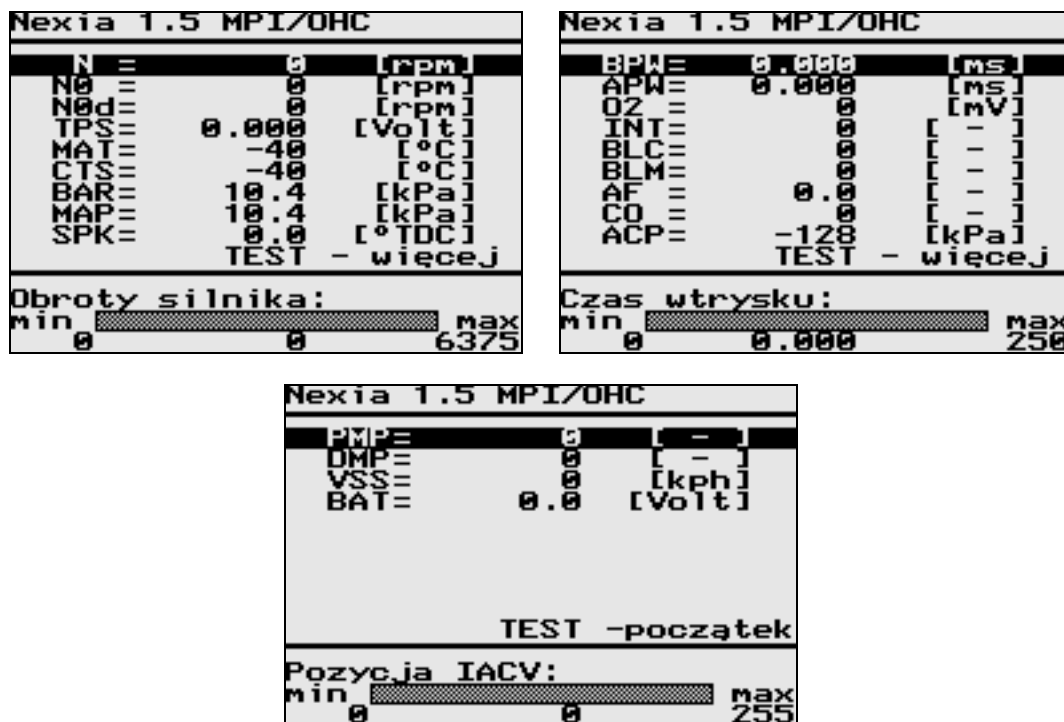 Nexia 1.5 MPI/OHC
N = 0 [rpm]
N0 = 0 [rpm]
N0d= 0 [rpm]
TPS= 0.000 [Volt]
MAT= -40 [°C]
CTS= -40 [°C]
BAR= 10.4 [kPa]
MAP= 10.4 [kPa]
SPK= 0.0 [°TDC]
TEST - więcej
Obroty silnika:
min max
0 0 6375
Nexia 1.5 MPI/OHC
BPW= 0.000 [ms]
APW= 0.000 [ms]
O2 = 0 [mV]
INT= 0 [ - ]
BLC= 0 [ - ]
BLM= 0 [ - ]
AF = 0.0 [ - ]
CO = 0 [ - ]
ACP= -128 [kPa]
TEST - więcej
Czas wtrysku:
min max
0 0.000 250
Nexia 1.5 MPI/OHC
PMP= 0 [ - ]
DMP= 0 [ - ]
VSS= 0 [kph]
BAT= 0.0 [Volt]
TEST -początek
Pozycja IACV:
min max
0 0 255